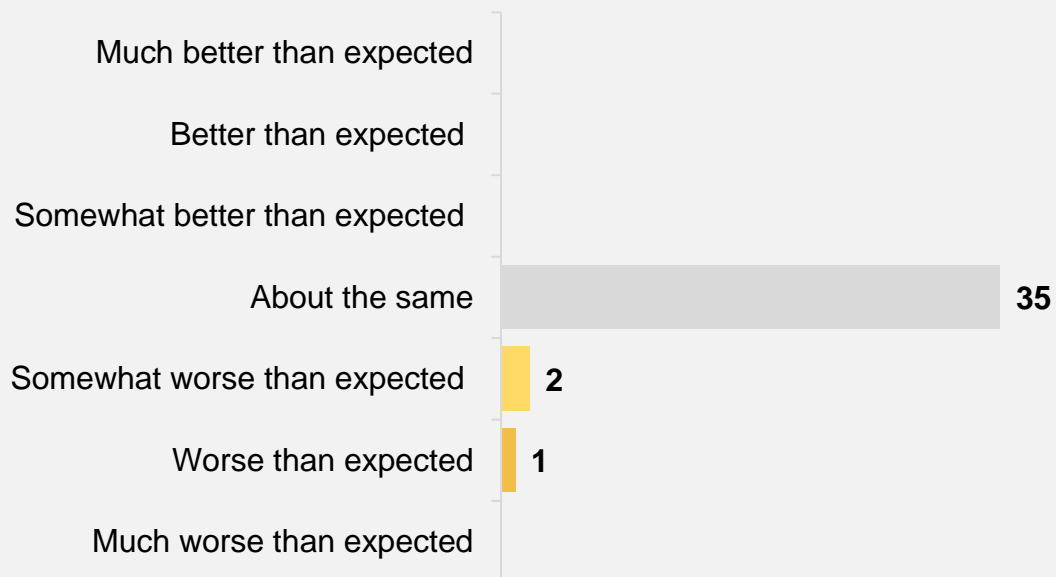 Much better than expected
Better than expected
Somewhat better than expected
About the same 35
Somewhat worse than expected 2
Worse than expected 1
Much worse than expected